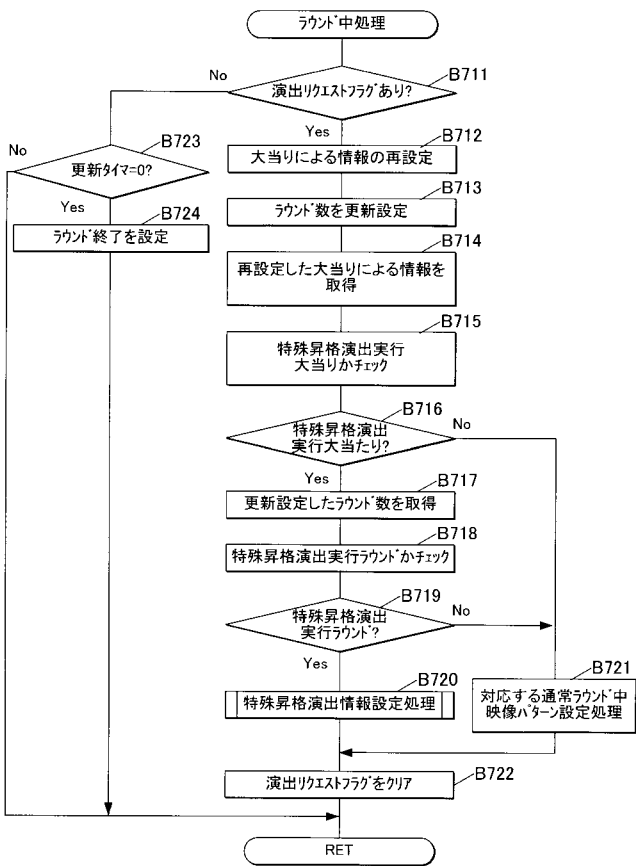 ラウンド中処理
B711
No
演出リクエストフラグあり?
Yes
B712
大当りによる情報の再設定
B723
No
更新タイマ=0?
Yes
B724
ラウンド終了を設定
B713
ラウンド数を更新設定
B714
再設定した大当りによる情報を
取得
B715
特殊昇格演出実行
大当りかチェック
B716
特殊昇格演出
実行大当たり?
No
Yes
B717
更新設定したラウンド数を取得
B718
特殊昇格演出実行ラウンドかチェック
B719
特殊昇格演出
実行ラウンド?
No
Yes
B720
特殊昇格演出情報設定処理
B721
対応する通常ラウンド中
映像パターン設定処理
B722
演出リクエストフラグをクリア
RET